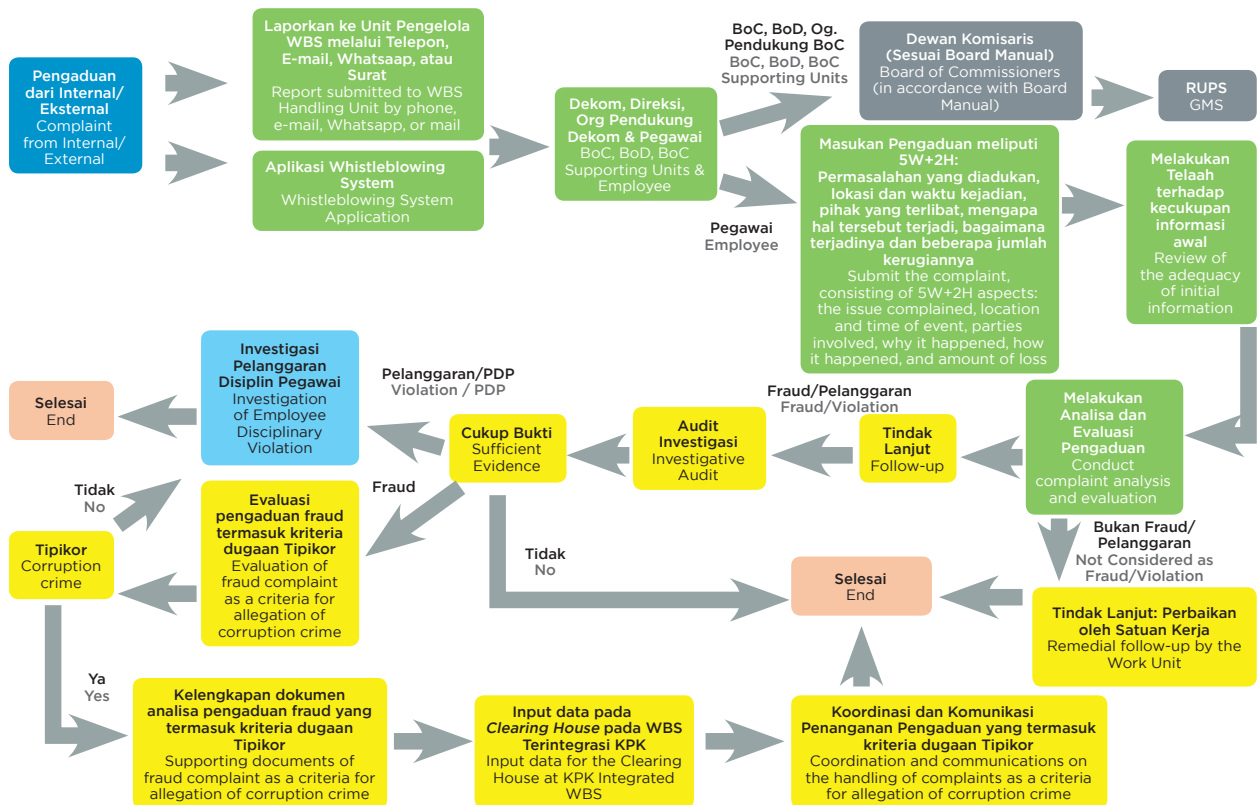 Pengaduan
dari Internal/
Eksternal
Complaint
from Internal/
External
Laporkan ke Unit Pengelola
WBS melalui Telepon,
E-mail, Whatsaap, atau
Surat
Report submitted to WBS
Handling Unit by phone,
e-mail, Whatsapp, or mail
Aplikasi Whistleblowing
System
Whistleblowing System
Application
Dekom, Direksi,
Org Pendukung
Dekom & Pegawai
BoC, BoD, BoC
Supporting Units &
Employee
BoC, BoD, Og.
Pendukung BoC
BoC, BoD, BoC
Supporting Units
Dewan Komisaris
(Sesuai Board Manual)
Board of Commissioners
(in accordance with Board
Manual)
RUPS
GMS
Pegawai
Employee
Masukan Pengaduan meliputi
5W+2H:
Permasalahan yang diadukan,
lokasi dan waktu kejadian,
pihak yang terlibat, mengapa
hal tersebut terjadi, bagaimana
terjadinya dan beberapa jumlah
kerugiannya
Submit the complaint,
consisting of 5W+2H aspects:
the issue complained, location
and time of event, parties
involved, why it happened, how
it happened, and amount of loss
Melakukan
Telaah
terhadap
kecukupan
informasi
awal
Review of
the adequacy
of initial
information
Melakukan
Analisa dan
Evaluasi
Pengaduan
Conduct
complaint analysis
and evaluation
Tindak
Lanjut
Follow-up
Fraud/Pelanggaran
Fraud/Violation
Audit
Investigasi
Investigative
Audit
Cukup Bukti
Sufficient
Evidence
Pelanggaran/PDP
Violation / PDP
Investigasi
Pelanggaran
Disiplin Pegawai
Investigation
of Employee
Disciplinary
Violation
Selesai
End
Fraud
Evaluasi
pengaduan fraud
termasuk kriteria
dugaan Tipikor
Evaluation of
fraud complaint
as a criteria for
allegation of
corruption crime
Tidak
No
Tipikor
Corruption
crime
Tidak
No
Selesai
End
Bukan Fraud/
Pelanggaran
Not Considered as
Fraud/Violation
Tindak Lanjut: Perbaikan
oleh Satuan Kerja
Remedial follow-up by the
Work Unit
Ya
Yes
Kelengkapan dokumen
analisa pengaduan fraud yang
termasuk kriteria dugaan
Tipikor
Supporting documents of
fraud complaint as a criteria for
allegation of corruption crime
Input data pada
Clearing House pada WBS
Terintegrasi KPK
Input data for the Clearing
House at KPK Integrated
WBS
Koordinasi dan Komunikasi
Penanganan Pengaduan yang termasuk
kriteria dugaan Tipikor
Coordination and communications on
the handling of complaints as a criteria
for allegation of corruption crime